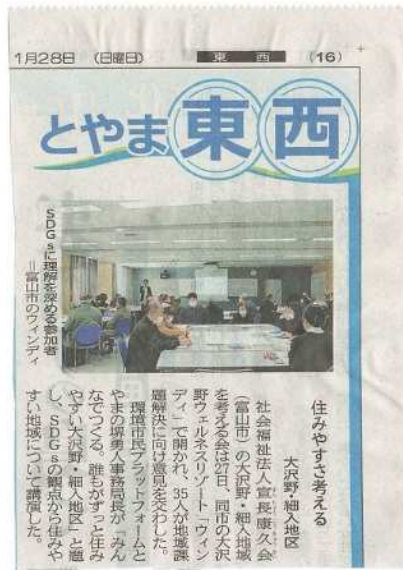 1月28日 (日曜日)
東西
(16)
とやま東西
SDGsに理解を深める参加者
=富山市のウィンディ
住みやすさ考える
大沢野・細入地区
社会福祉法人宣長康久会
(富山市)の大沢野・細入地域
を考える会は27日、同市の大沢
野ウェルネスリゾート「ウィン
ディ」で開かれ、35人が地域課
題解決に向け意見を交わした。
環境市民プラットフォームと
やまの堺勇人事務局長が「みん
なでつくる。誰もがずっと住み
やすい大沢野・細入地区」と題
し、SDGsの観点から住みや
すい地域について講演した。